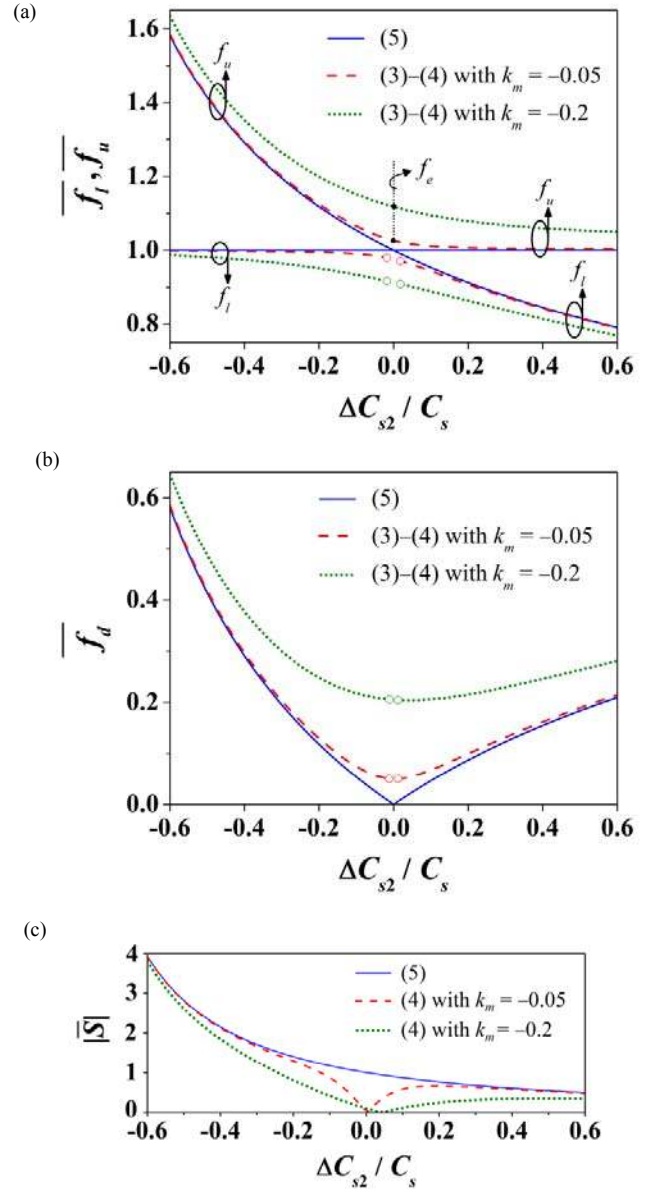 (a)
1.6
1.4
1.2
1.0
0.8
f̅_l, f̅_u
f_u
(5)
(3)–(4) with k_m = –0.05
(3)–(4) with k_m = –0.2
f_e
f_u
f_l
f_l
-0.6 -0.4 -0.2 0.0 0.2 0.4 0.6
ΔC_s2 / C_s
(b)
0.6
0.4
0.2
0.0
f̅_d
(5)
(3)–(4) with k_m = –0.05
(3)–(4) with k_m = –0.2
-0.6 -0.4 -0.2 0.0 0.2 0.4 0.6
ΔC_s2 / C_s
(c)
4
3
2
1
0
|S̅|
(5)
(4) with k_m = –0.05
(4) with k_m = –0.2
-0.6 -0.4 -0.2 0.0 0.2 0.4 0.6
ΔC_s2 / C_s